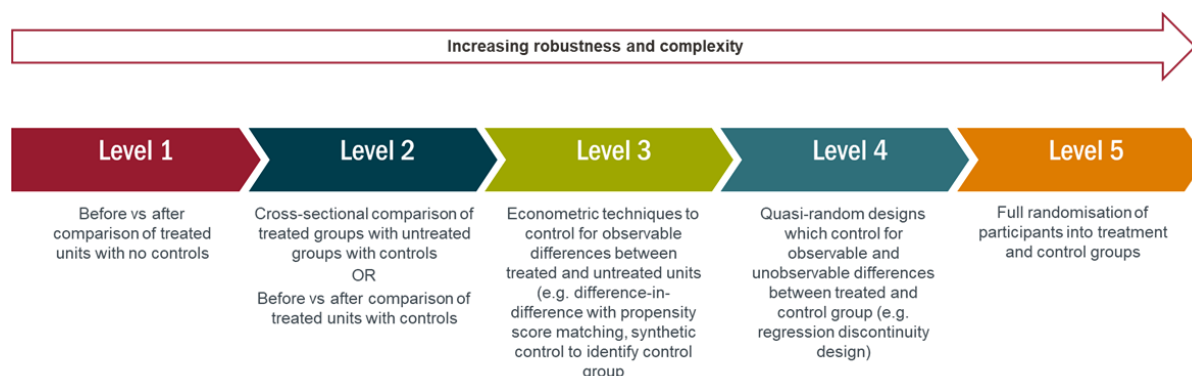 Increasing robustness and complexity
Level 1
Level 2
Level 3
Level 4
Level 5
Before vs after
comparison of treated
units with no controls
Cross-sectional comparison of
treated groups with untreated
groups with controls
OR
Before vs after comparison of
treated units with controls
Econometric techniques to
control for observable
differences between
treated and untreated units
(e.g. difference-in-
difference with propensity
score matching, synthetic
control to identify control
group
Quasi-random designs
which control for
observable and
unobservable differences
between treated and
control group (e.g.
regression discontinuity
design)
Full randomisation of
participants into treatment
and control groups